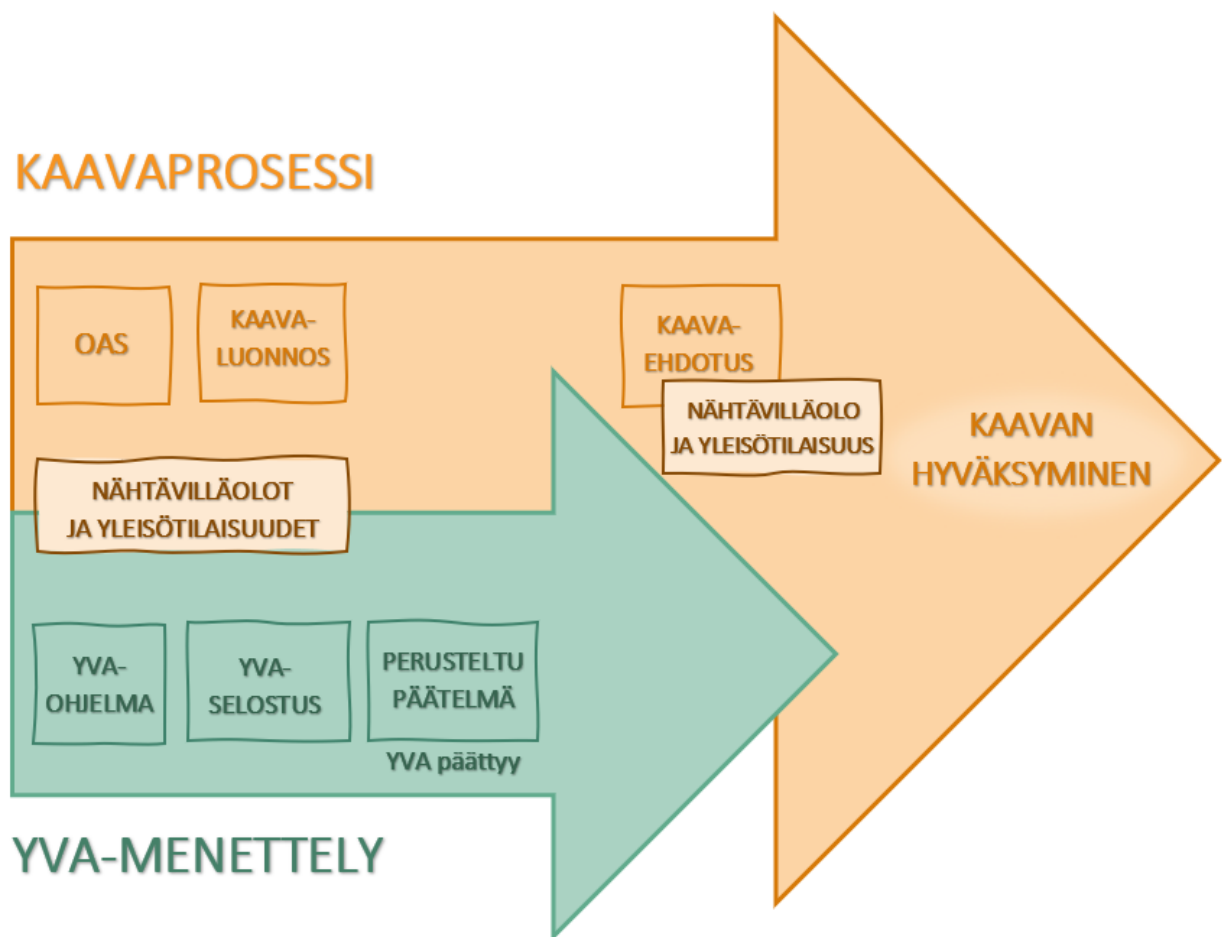 KAAVAPROSESSI
OAS
KAAVA-
LUONNOS
KAAVA-
EHDOTUS
NÄHTÄVILLÄOLO
JA YLEISÖTILAISUUS
KAAVAN
HYVÄKSYMINEN
NÄHTÄVILLÄOLOT
JA YLEISÖTILAISUUDET
YVA-
OHJELMA
YVA-
SELOSTUS
PERUSTELTU
PÄÄTELMÄ
YVA päättyy
YVA-MENETTELY